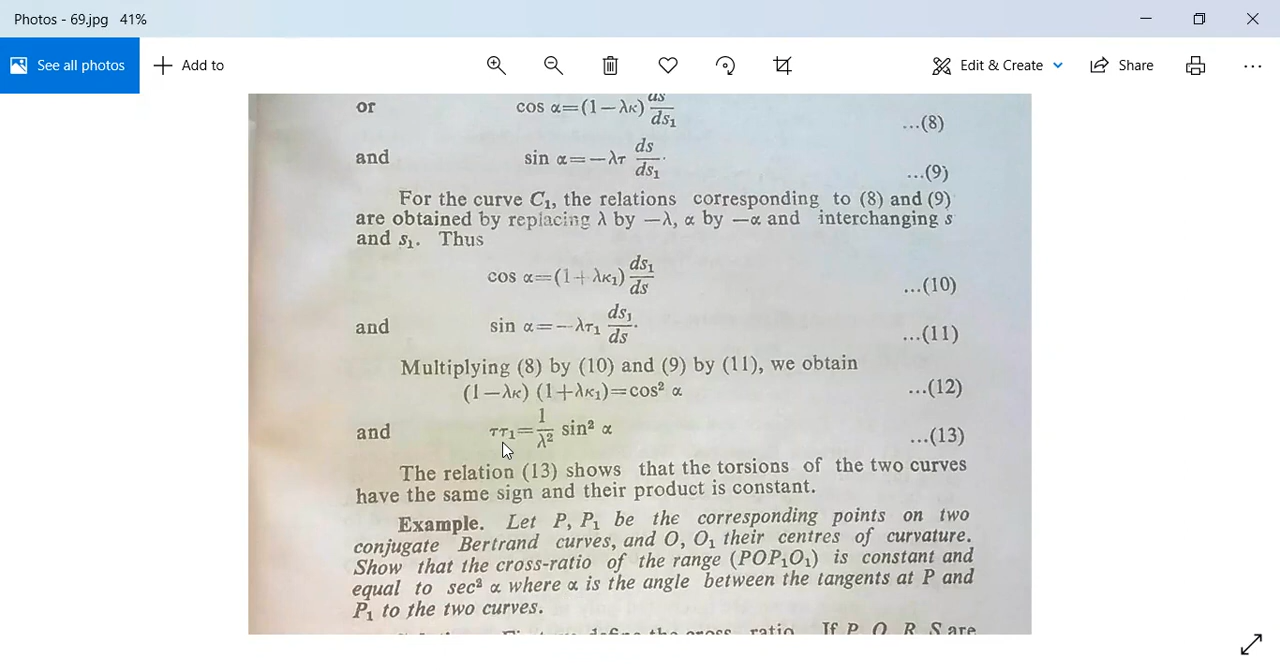 Photos - 69.jpg 41%
See all photos
Add to
Edit & Create
Share
or cos α=(1−λκ) ds/ds₁ ...(8)
and sin α=−λτ ds/ds₁. ...(9)
For the curve C₁, the relations corresponding to (8) and (9)
are obtained by replacing λ by −λ, α by −α and interchanging s
and s₁. Thus
cos α=(1+λκ₁) ds₁/ds ...(10)
and sin α=−λτ₁ ds₁/ds. ...(11)
Multiplying (8) by (10) and (9) by (11), we obtain
(1−λκ) (1+λκ₁)=cos² α ...(12)
and ττ₁=1/λ² sin² α ...(13)
The relation (13) shows that the torsions of the two curves
have the same sign and their product is constant.
Example. Let P, P₁ be the corresponding points on two
conjugate Bertrand curves, and O, O₁ their centres of curvature.
Show that the cross-ratio of the range (POP₁O₁) is constant and
equal to sec² α where α is the angle between the tangents at P and
P₁ to the two curves.
ratio. If P, Q, R, S are